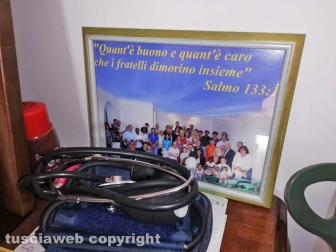 "Quant'è buono e quant'è caro
che i fratelli dimorino insieme"
Salmo 133:1
tusciaweb copyright